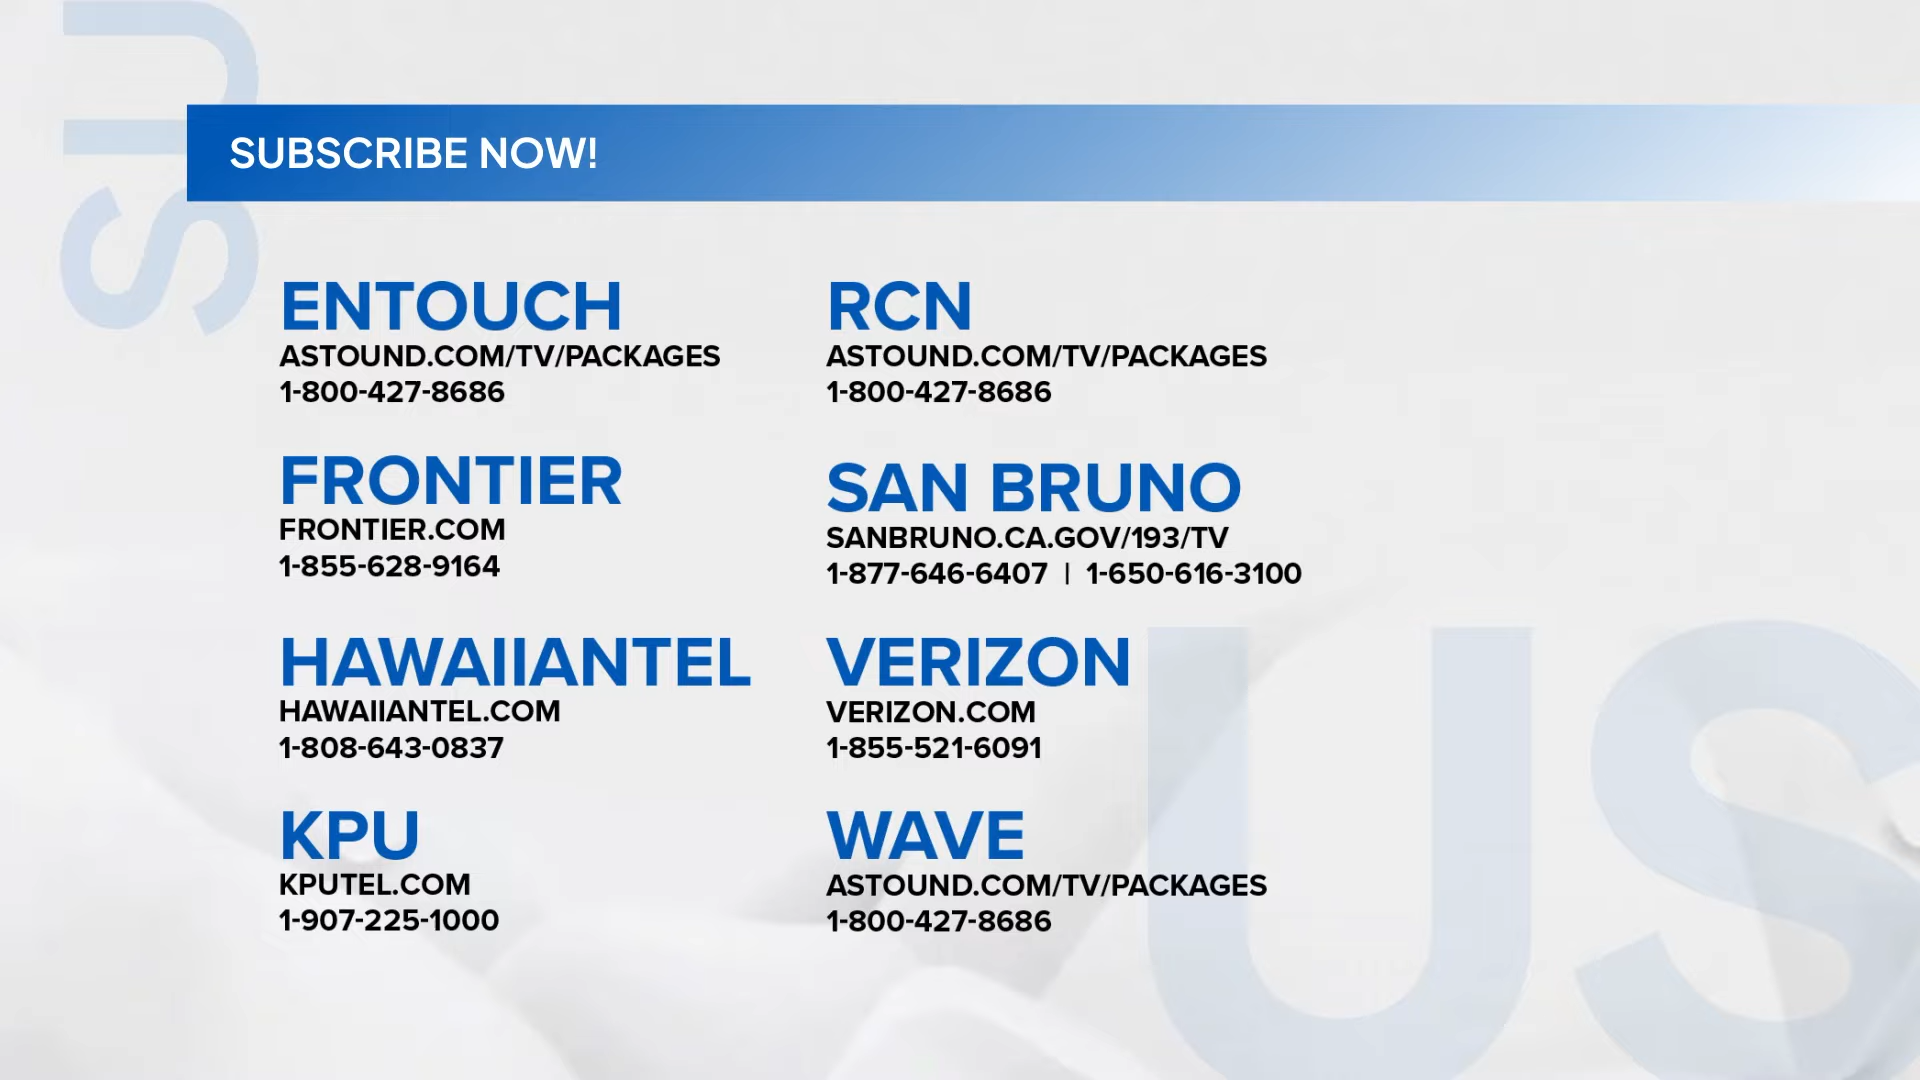 SUBSCRIBE NOW!
ENTOUCH
ASTOUND.COM/TV/PACKAGES
1-800-427-8686
FRONTIER
FRONTIER.COM
1-855-628-9164
HAWAIIANTEL
HAWAIIANTEL.COM
1-808-643-0837
KPU
KPUTEL.COM
1-907-225-1000
RCN
ASTOUND.COM/TV/PACKAGES
1-800-427-8686
SAN BRUNO
SANBRUNO.CA.GOV/193/TV
1-877-646-6407 | 1-650-616-3100
VERIZON
VERIZON.COM
1-855-521-6091
WAVE
ASTOUND.COM/TV/PACKAGES
1-800-427-8686
US